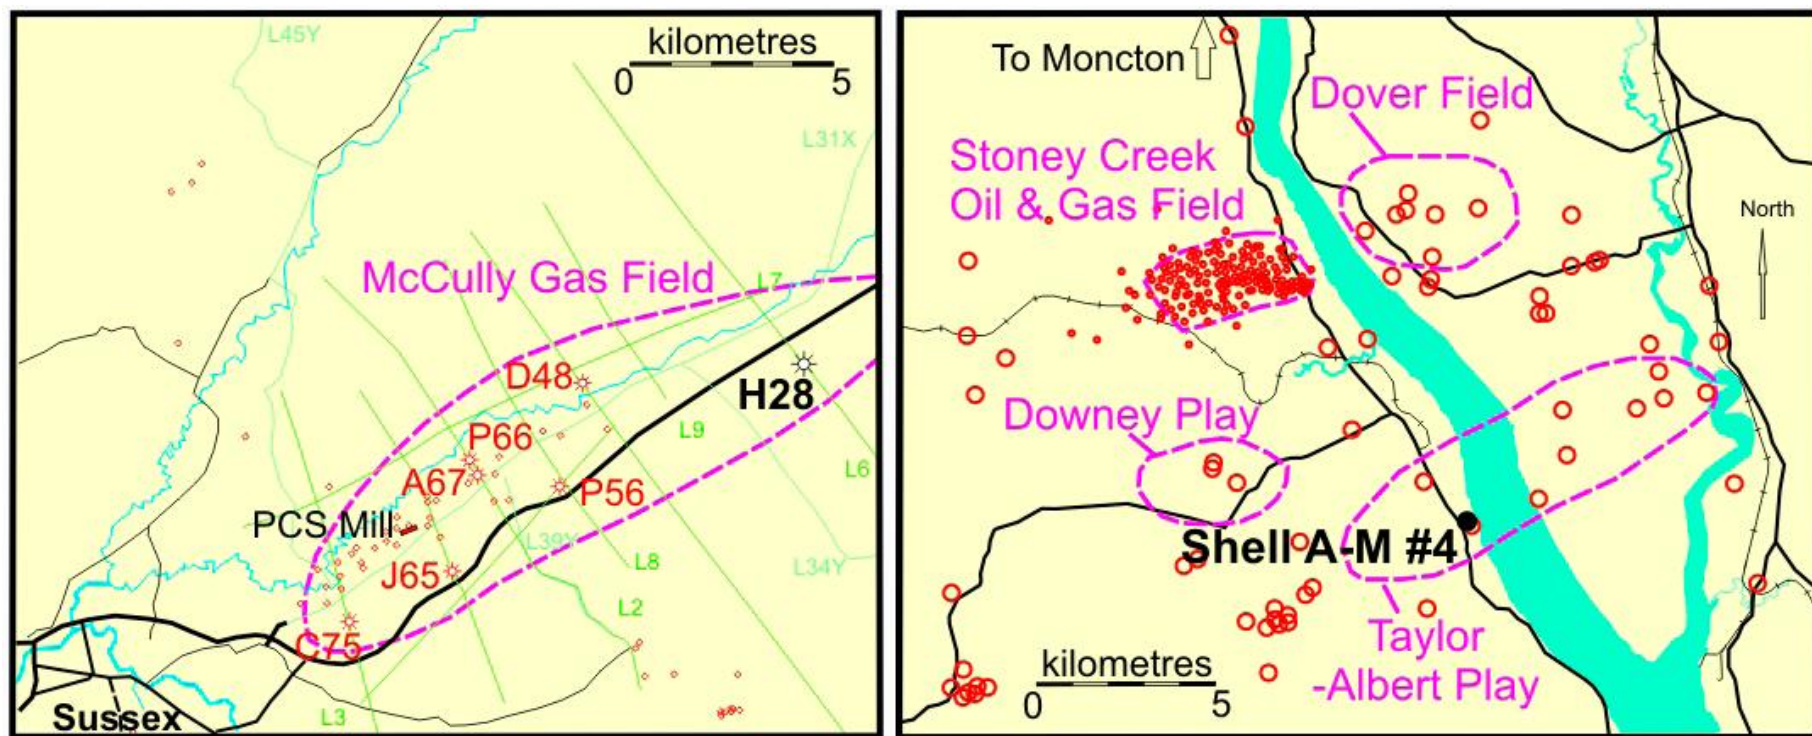 L45Y
kilometres
0 5
L31X
McCully Gas Field
L7
D48
H28
L9
P66
L6
A67
P56
PCS Mill
L39Y
L34Y
J65
L8
L2
C75
Sussex
L3
To Moncton
Dover Field
Stoney Creek
Oil & Gas Field
North
Downey Play
Shell A-M #4
Taylor
-Albert Play
kilometres
0 5